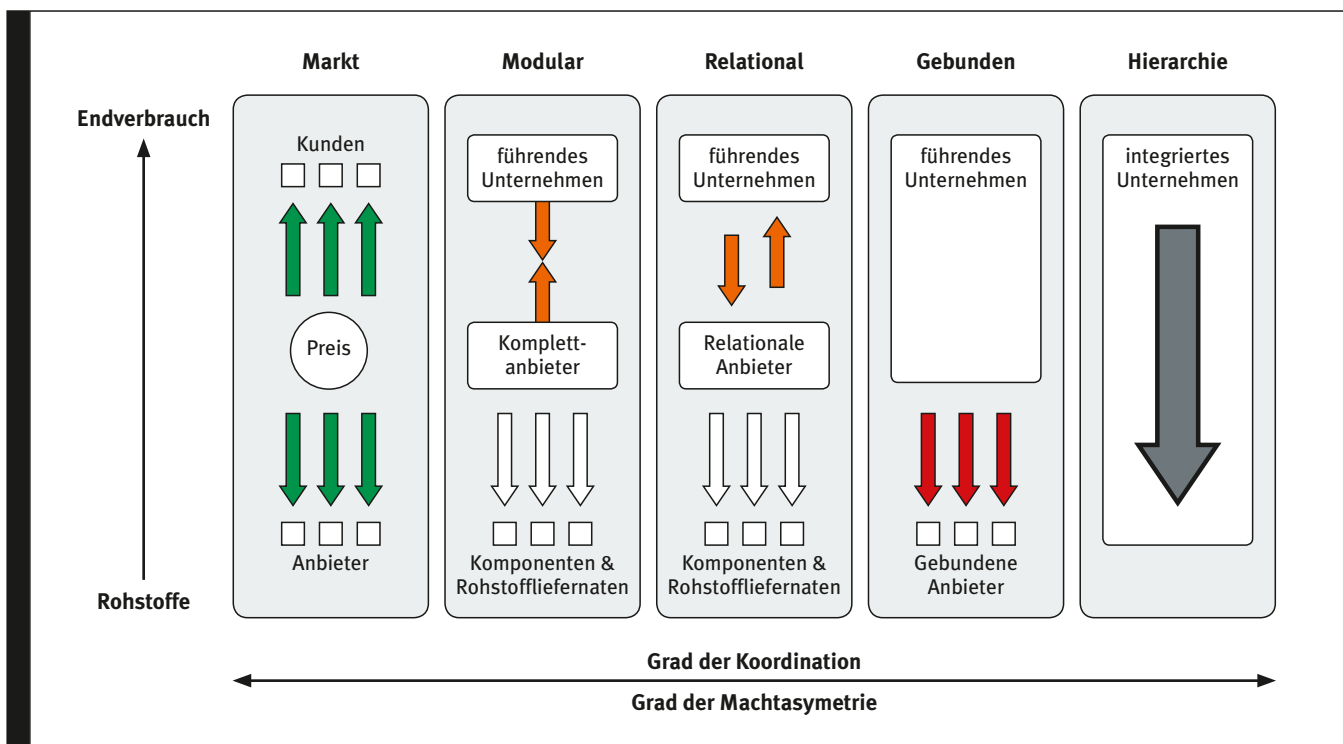 Markt
Modular
Relational
Gebunden
Hierarchie
Endverbrauch
Rohstoffe
Kunden
Preis
Anbieter
führendes
Unternehmen
Komplett-
anbieter
Komponenten &
Rohstoffliefernaten
führendes
Unternehmen
Relationale
Anbieter
Komponenten &
Rohstoffliefernaten
führendes
Unternehmen
Gebundene
Anbieter
integriertes
Unternehmen
Grad der Koordination
Grad der Machtasymetrie